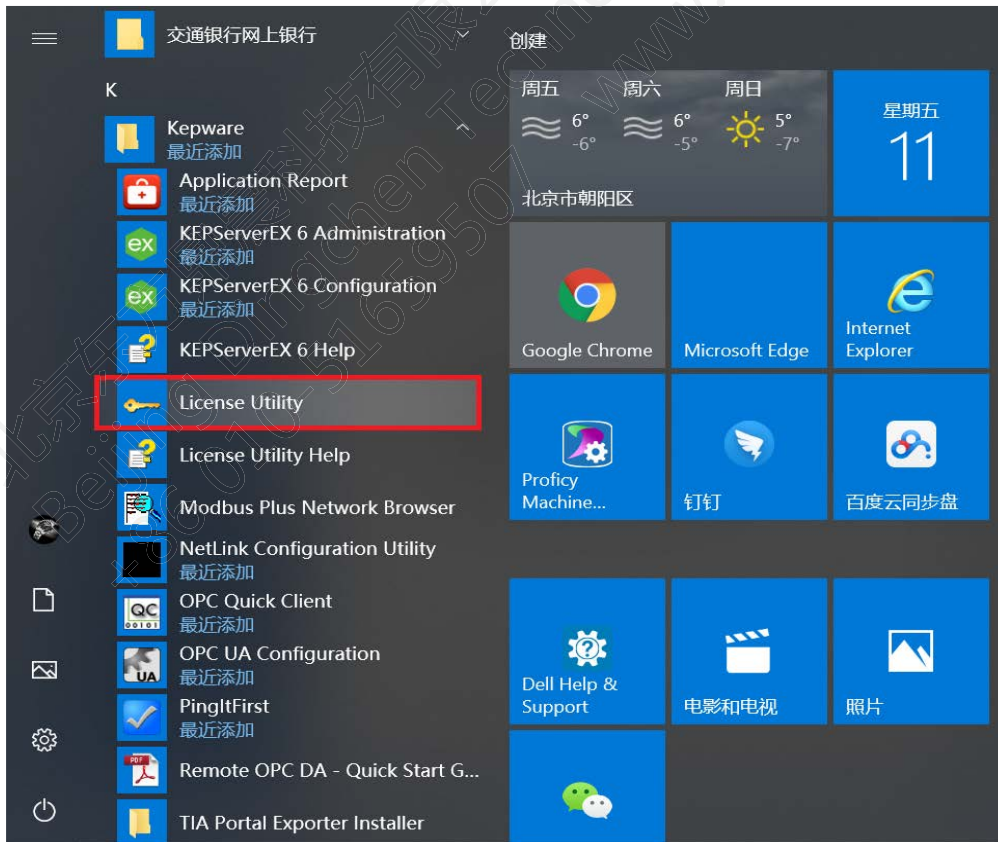 交通银行网上银行
K
Kepware
最近添加
Application Report
最近添加
KEPServerEX 6 Administration
最近添加
KEPServerEX 6 Configuration
最近添加
KEPServerEX 6 Help
License Utility
License Utility Help
Modbus Plus Network Browser
NetLink Configuration Utility
最近添加
QC
00101
OPC Quick Client
最近添加
UA
OPC UA Configuration
最近添加
PingItFirst
最近添加
PDF
Remote OPC DA - Quick Start G...
TIA Portal Exporter Installer
ex
ex
创建
周五 周六 周日
6° 6° 5°
-6° -5° -7°
北京市朝阳区
星期五
11
Google Chrome
Microsoft Edge
Internet
Explorer
Proficy
Machine...
钉钉
百度云同步盘
Dell Help &
Support
电影和电视
照片